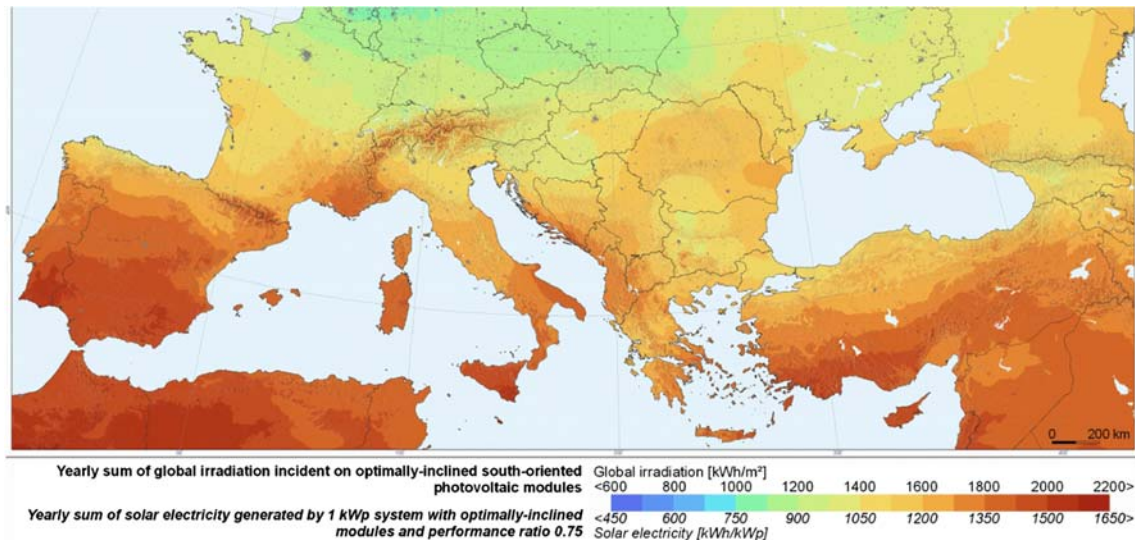 0 200 km
Yearly sum of global irradiation incident on optimally-inclined south-oriented
photovoltaic modules
Yearly sum of solar electricity generated by 1 kWp system with optimally-inclined
modules and performance ratio 0.75
Global irradiation [kWh/m²]
<600 800 1000 1200 1400 1600 1800 2000 2200>
<450 600 750 900 1050 1200 1350 1500 1650>
Solar electricity [kWh/kWp]